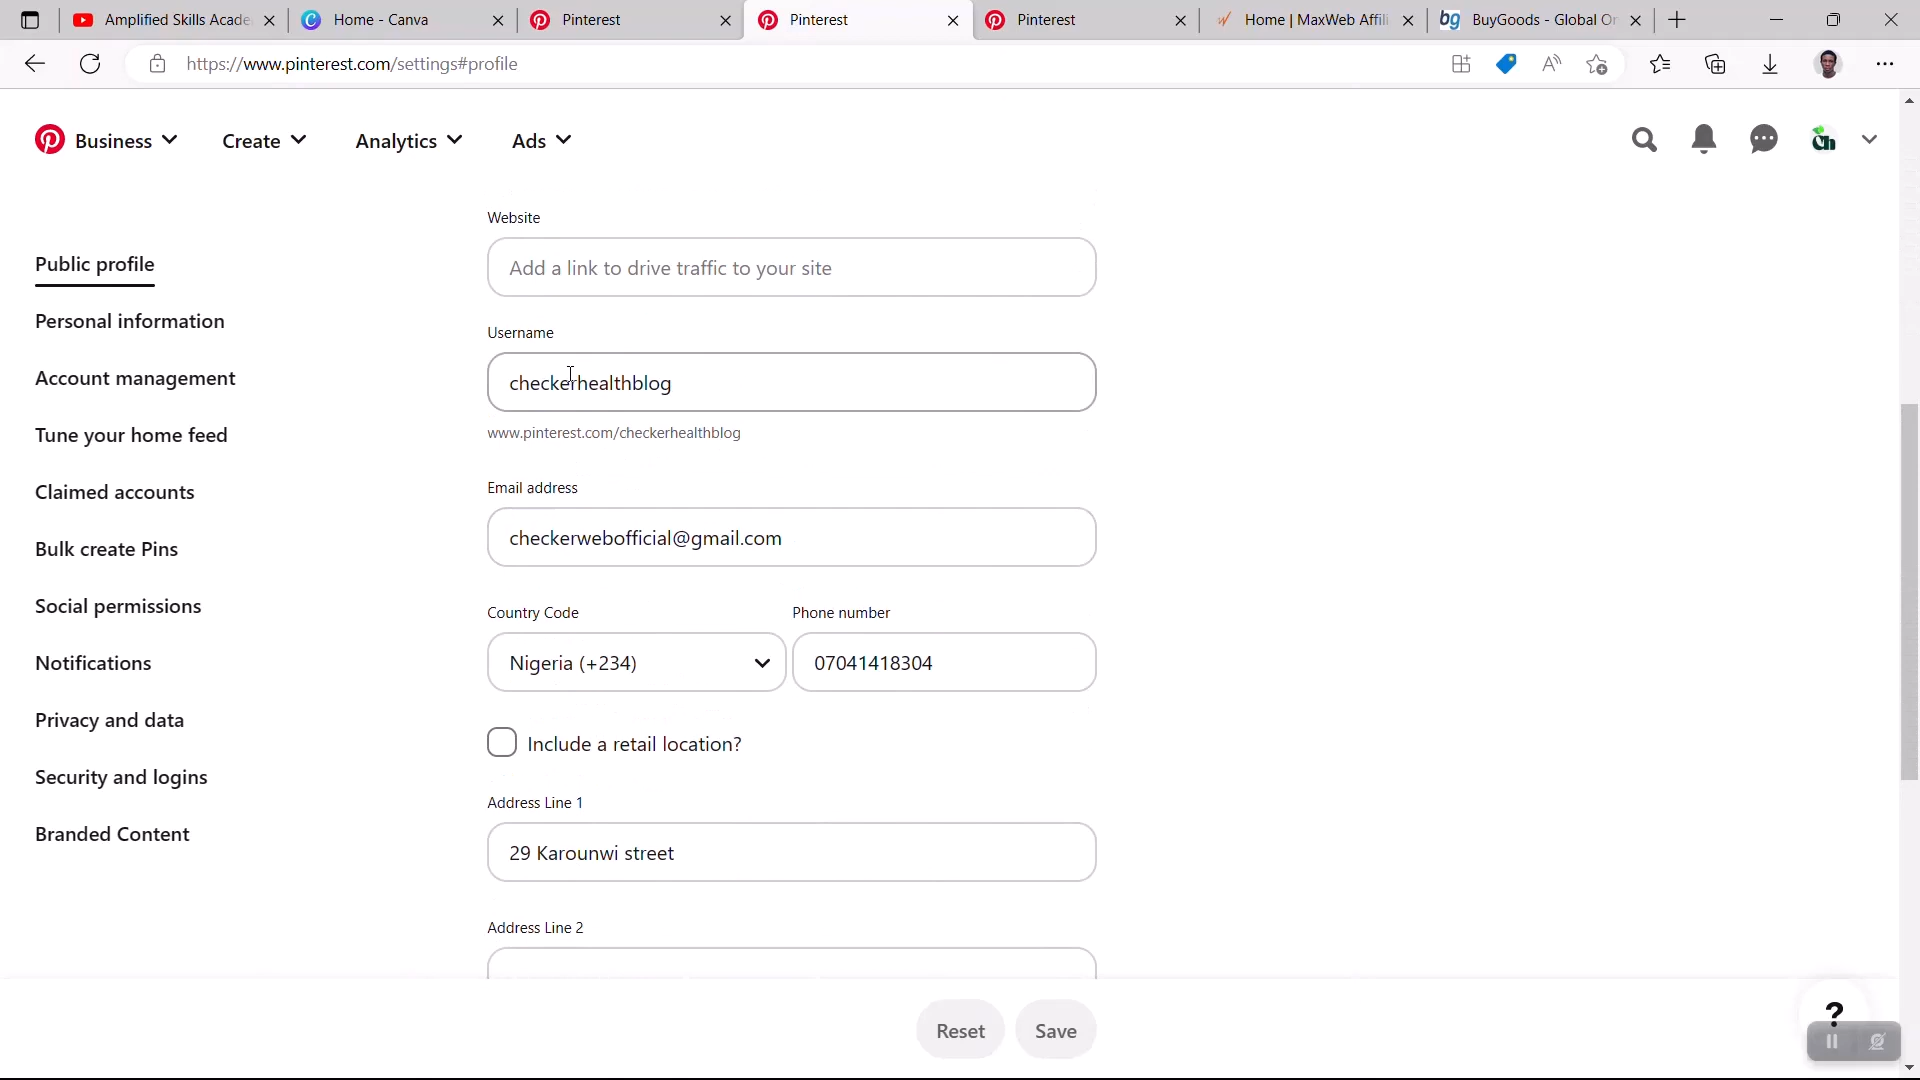 Amplified Skills Acade
Home - Canva
Pinterest
Pinterest
Pinterest
Home | MaxWeb Affili
bg BuyGoods - Global Or
https://www.pinterest.com/settings#profile
Business
Create
Analytics
Ads
Public profile
Personal information
Account management
Tune your home feed
Claimed accounts
Bulk create Pins
Social permissions
Notifications
Privacy and data
Security and logins
Branded Content
Website
Add a link to drive traffic to your site
Username
checkerhealthblog
www.pinterest.com/checkerhealthblog
Email address
checkerwebofficial@gmail.com
Country Code
Phone number
Nigeria (+234)
07041418304
Include a retail location?
Address Line 1
29 Karounwi street
Address Line 2
Reset
Save
?